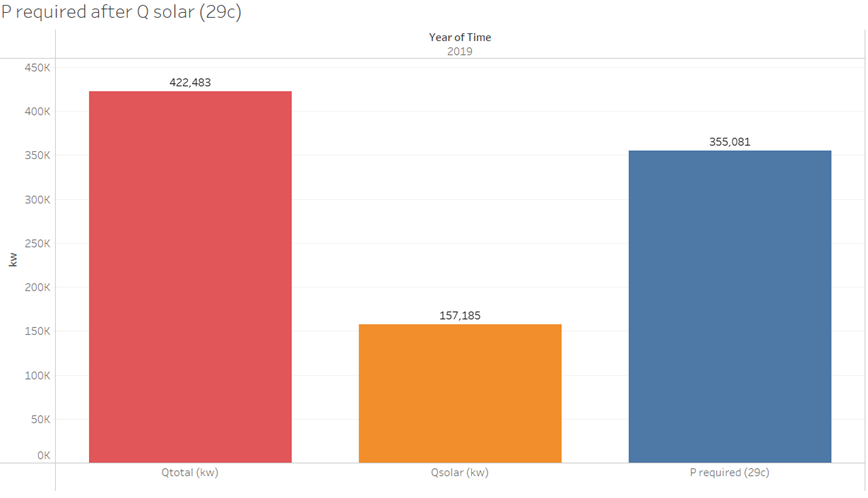 P required after Q solar (29c)
Year of Time
2019
450K
422,483
400K
355,081
350K
300K
250K
kw
200K
157,185
150K
100K
50K
0K
Qtotal (kw)
Qsolar (kw)
P required (29c)